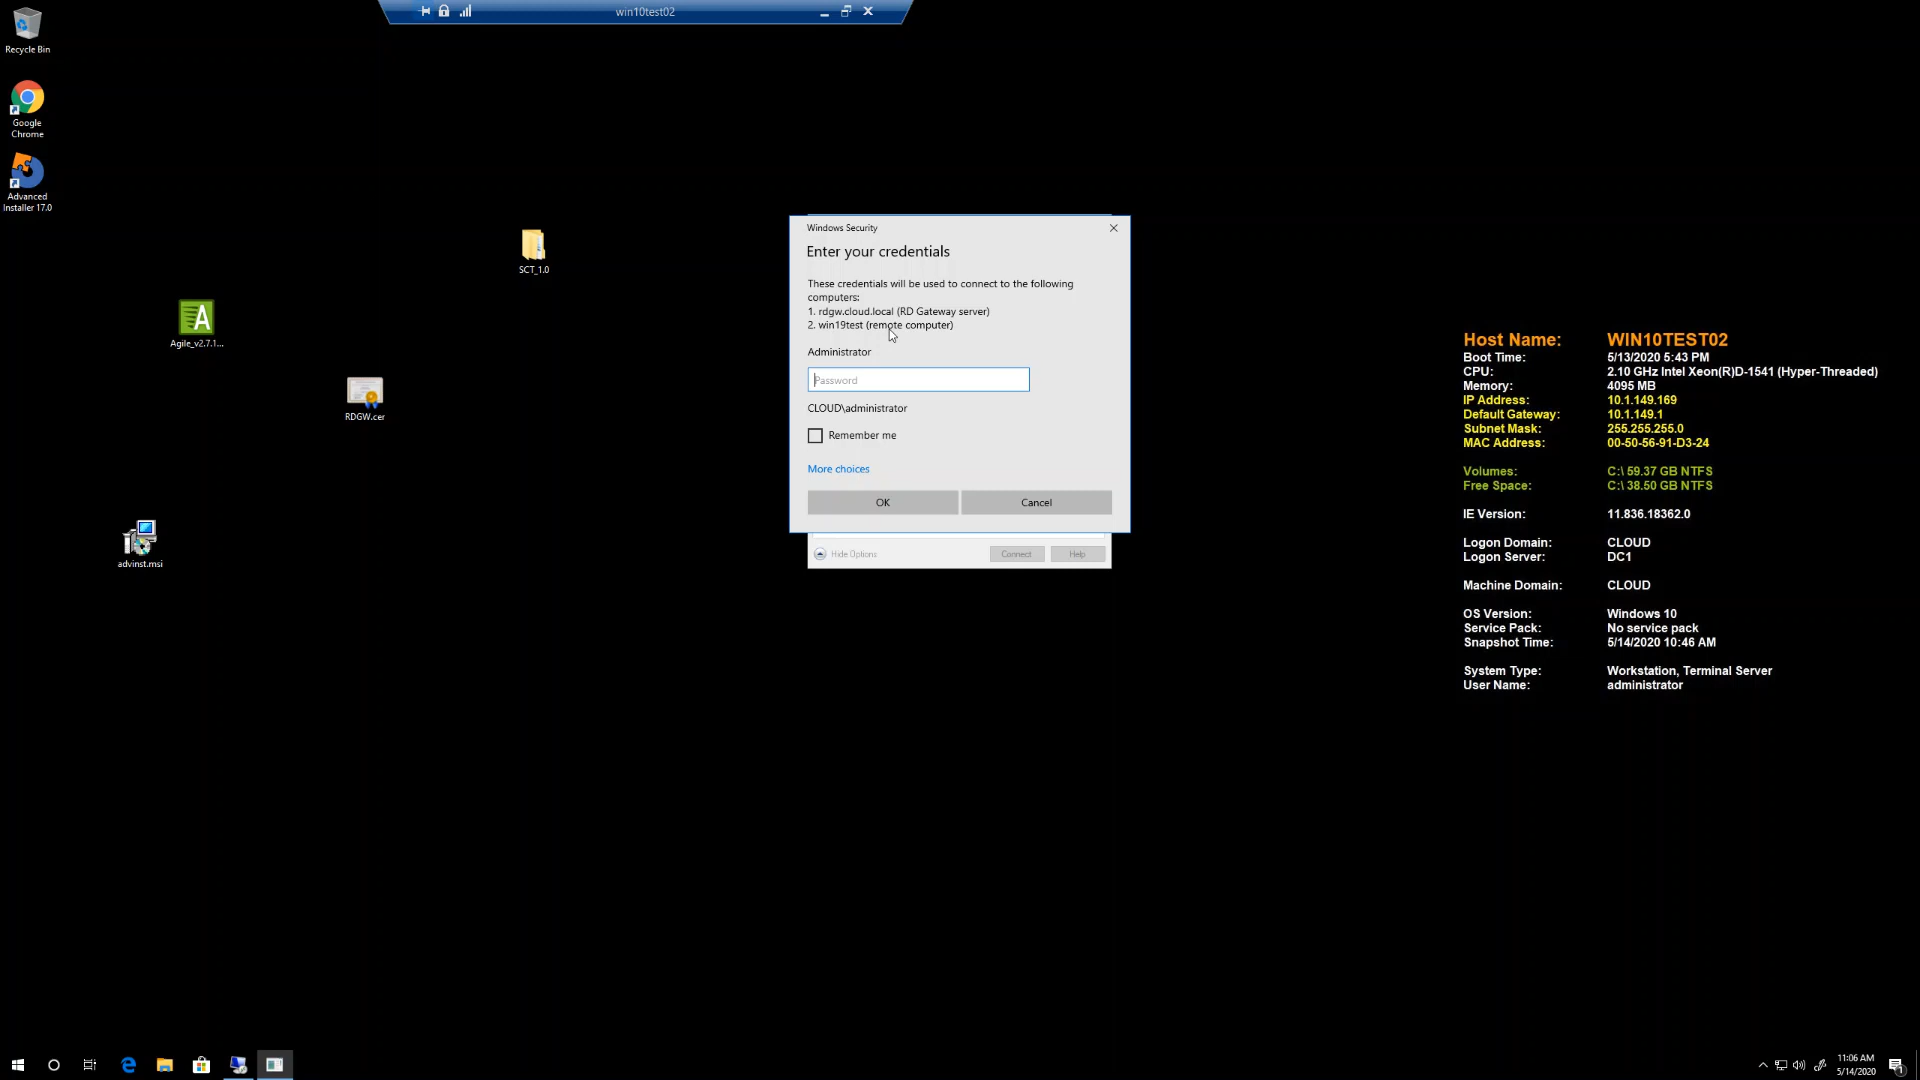 win10test02
Recycle Bin
Google
Chrome
Advanced
Installer 17.0
SCT_1.0
Agile_v2.7.1...
RDGW.cer
advinst.msi
Windows Security
Enter your credentials
These credentials will be used to connect to the following
computers:
1. rdgw.cloud.local (RD Gateway server)
2. win19test (remote computer)
Administrator
Password
CLOUD\administrator
Remember me
More choices
OK Cancel
Hide Options Connect Help
Host Name: WIN10TEST02
Boot Time: 5/13/2020 5:43 PM
CPU: 2.10 GHz Intel Xeon(R)D-1541 (Hyper-Threaded)
Memory: 4095 MB
IP Address: 10.1.149.169
Default Gateway: 10.1.149.1
Subnet Mask: 255.255.255.0
MAC Address: 00-50-56-91-D3-24
Volumes: C:\ 59.37 GB NTFS
Free Space: C:\ 38.50 GB NTFS
IE Version: 11.836.18362.0
Logon Domain: CLOUD
Logon Server: DC1
Machine Domain: CLOUD
OS Version: Windows 10
Service Pack: No service pack
Snapshot Time: 5/14/2020 10:46 AM
System Type: Workstation, Terminal Server
User Name: administrator
11:06 AM
5/14/2020